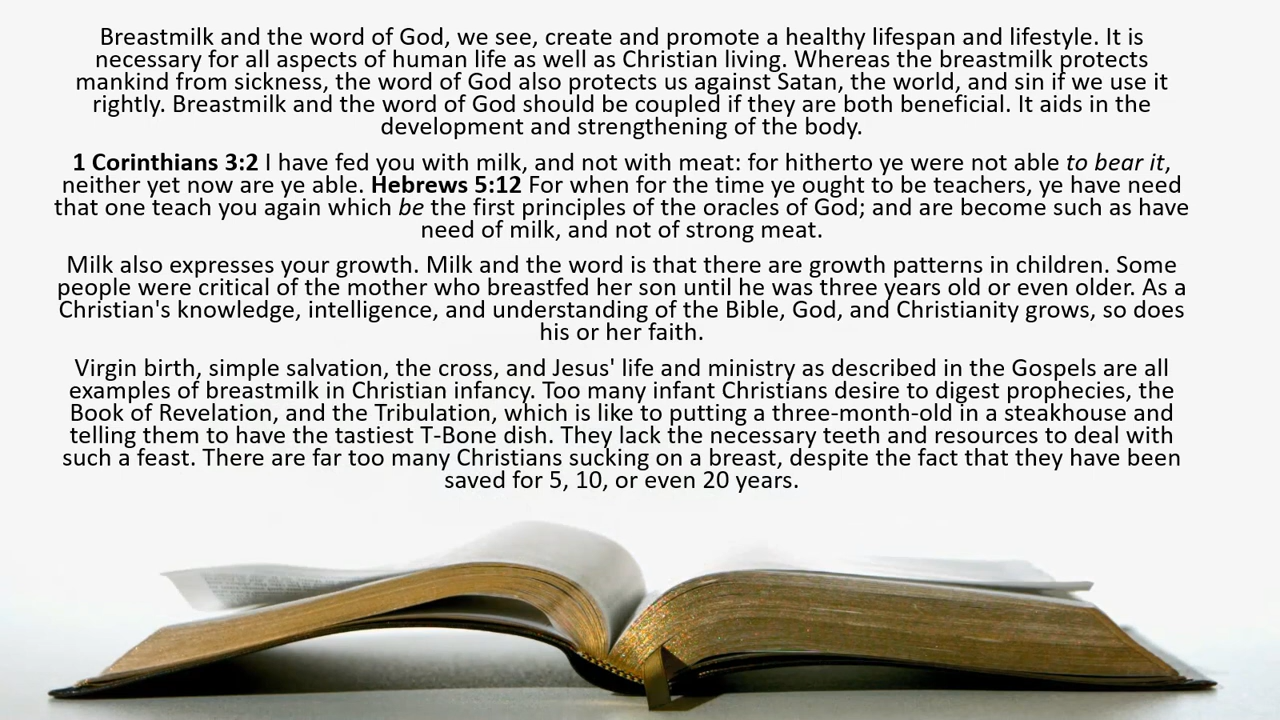 Breastmilk and the word of God, we see, create and promote a healthy lifespan and lifestyle. It is
necessary for all aspects of human life as well as Christian living. Whereas the breastmilk protects
mankind from sickness, the word of God also protects us against Satan, the world, and sin if we use it
rightly. Breastmilk and the word of God should be coupled if they are both beneficial. It aids in the
development and strengthening of the body.
1 Corinthians 3:2 I have fed you with milk, and not with meat: for hitherto ye were not able to bear it,
neither yet now are ye able. Hebrews 5:12 For when for the time ye ought to be teachers, ye have need
that one teach you again which be the first principles of the oracles of God; and are become such as have
need of milk, and not of strong meat.
Milk also expresses your growth. Milk and the word is that there are growth patterns in children. Some
people were critical of the mother who breastfed her son until he was three years old or even older. As a
Christian's knowledge, intelligence, and understanding of the Bible, God, and Christianity grows, so does
his or her faith.
Virgin birth, simple salvation, the cross, and Jesus' life and ministry as described in the Gospels are all
examples of breastmilk in Christian infancy. Too many infant Christians desire to digest prophecies, the
Book of Revelation, and the Tribulation, which is like to putting a three-month-old in a steakhouse and
telling them to have the tastiest T-Bone dish. They lack the necessary teeth and resources to deal with
such a feast. There are far too many Christians sucking on a breast, despite the fact that they have been
saved for 5, 10, or even 20 years.